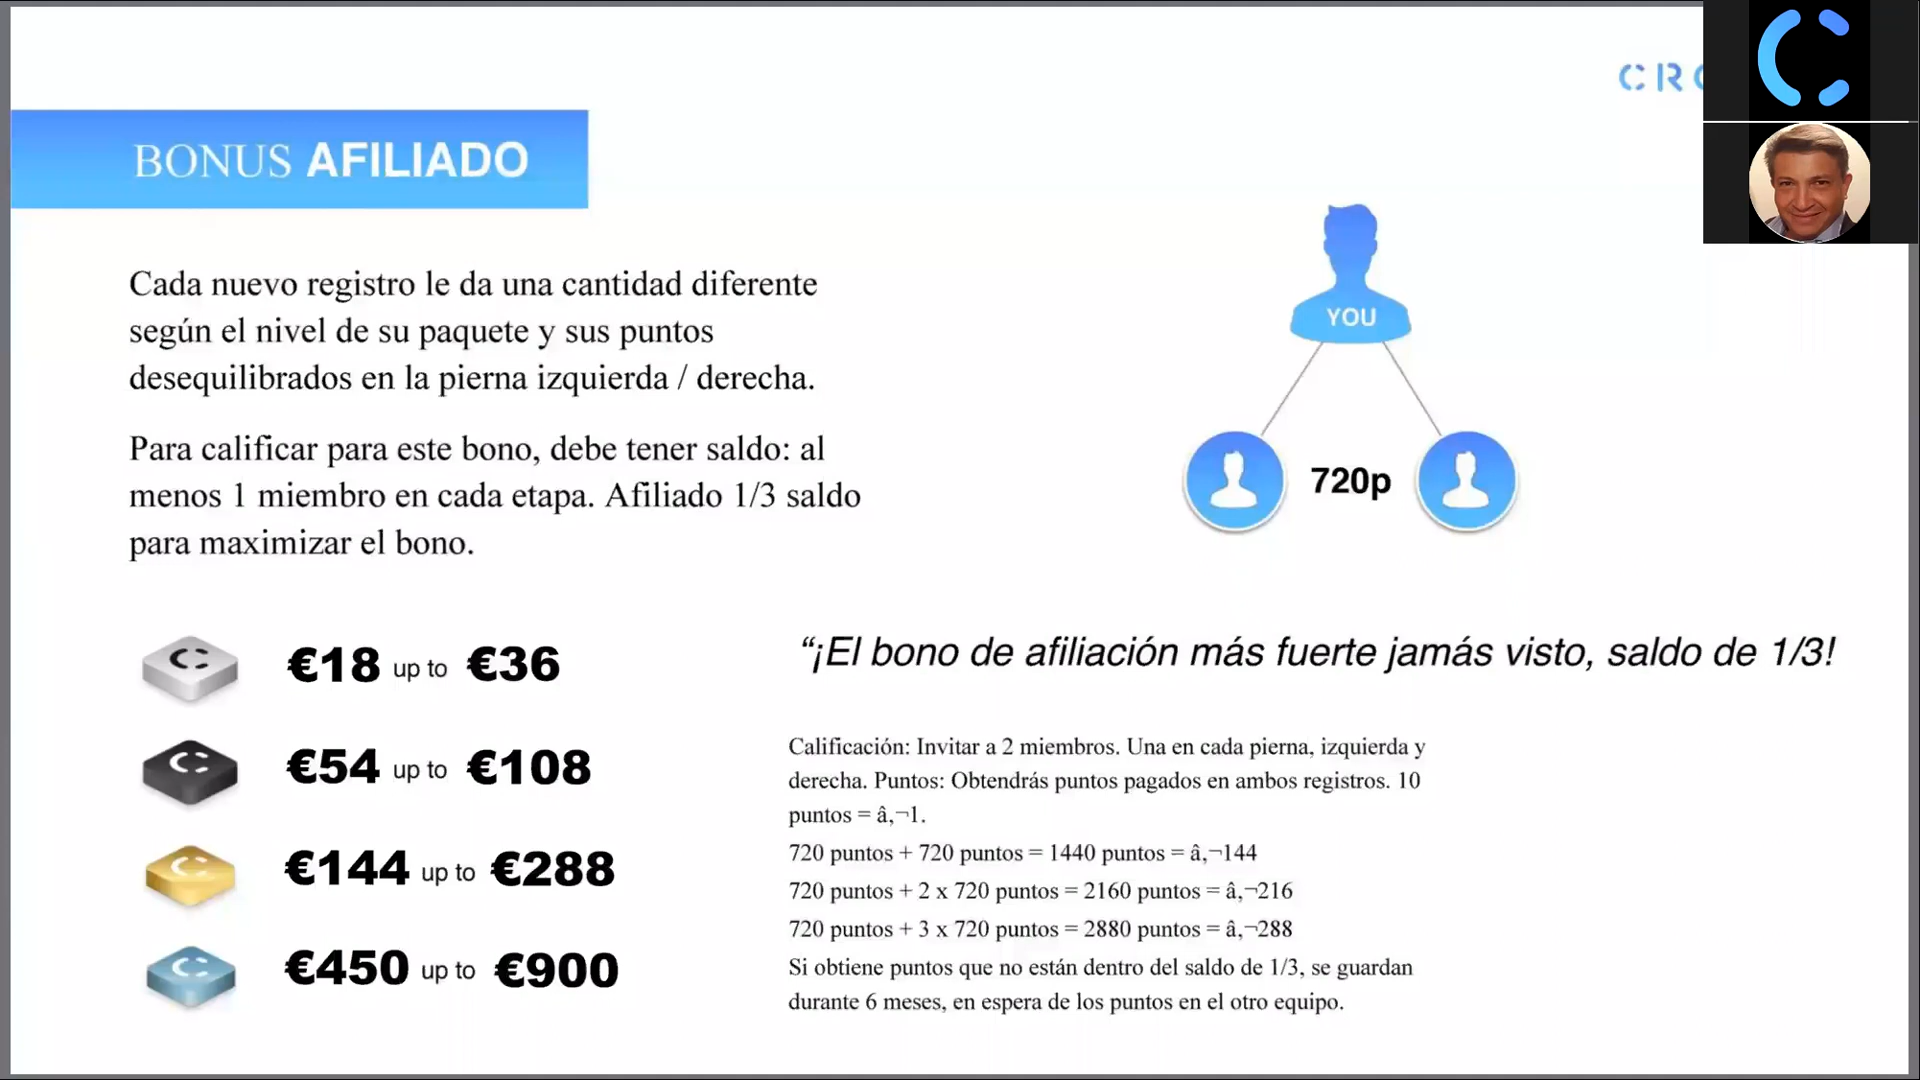 CRO
BONUS AFILIADO
Cada nuevo registro le da una cantidad diferente
según el nivel de su paquete y sus puntos
desequilibrados en la pierna izquierda / derecha.
Para calificar para este bono, debe tener saldo: al
menos 1 miembro en cada etapa. Afiliado 1/3 saldo
para maximizar el bono.
YOU
720p
€18 up to €36
€54 up to €108
€144 up to €288
€450 up to €900
“¡El bono de afiliación más fuerte jamás visto, saldo de 1/3!
Calificación: Invitar a 2 miembros. Una en cada pierna, izquierda y
derecha. Puntos: Obtendrás puntos pagados en ambos registros. 10
puntos = â‚¬1.
720 puntos + 720 puntos = 1440 puntos = â‚¬144
720 puntos + 2 x 720 puntos = 2160 puntos = â‚¬216
720 puntos + 3 x 720 puntos = 2880 puntos = â‚¬288
Si obtiene puntos que no están dentro del saldo de 1/3, se guardan
durante 6 meses, en espera de los puntos en el otro equipo.